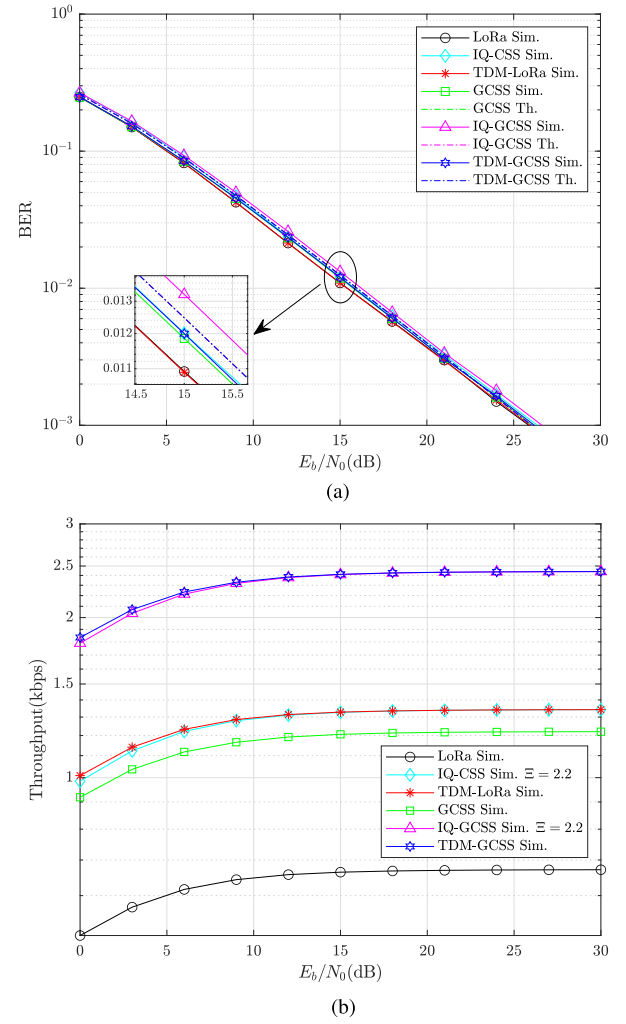 10^0
10^{-1}
10^{-2}
10^{-3}
BER
LoRa Sim.
IQ-CSS Sim.
TDM-LoRa Sim.
GCSS Sim.
GCSS Th.
IQ-GCSS Sim.
IQ-GCSS Th.
TDM-GCSS Sim.
TDM-GCSS Th.
0.013
0.012
0.011
14.5 15 15.5
0 5 10 15 20 25 30
E_b/N_0(dB)
(a)
3
2.5
2
1.5
1
Throughput(kbps)
LoRa Sim.
IQ-CSS Sim. Ξ = 2.2
TDM-LoRa Sim.
GCSS Sim.
IQ-GCSS Sim. Ξ = 2.2
TDM-GCSS Sim.
0 5 10 15 20 25 30
E_b/N_0(dB)
(b)